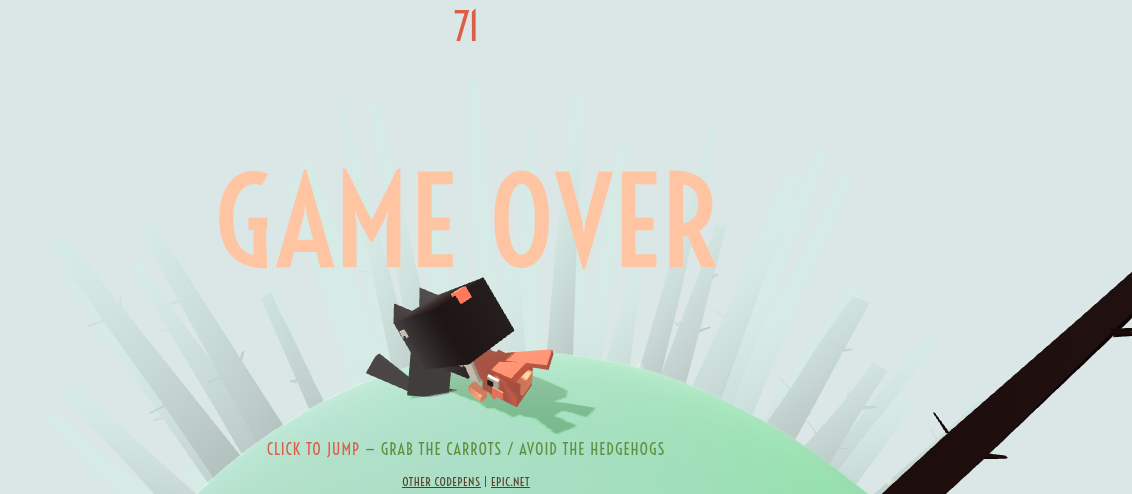 71
GAME OVER
CLICK TO JUMP — GRAB THE CARROTS / AVOID THE HEDGEHOGS
OTHER CODEPENS | EPIC.NET